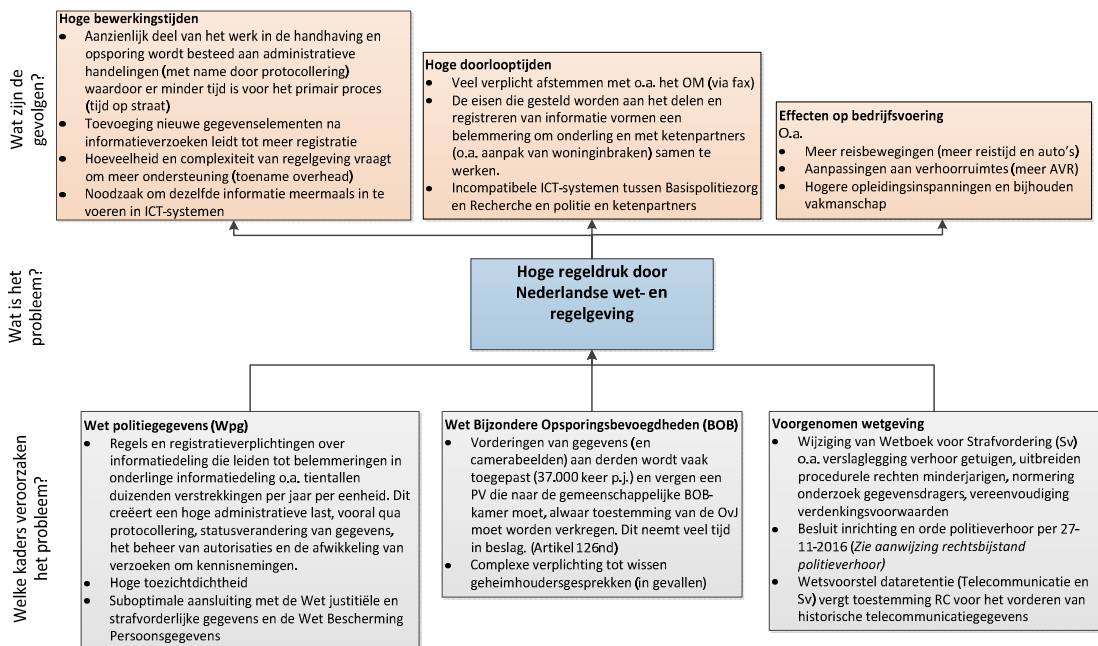 Wat zijn de
gevolgen?
Hoge bewerkingstijden
• Aanzienlijk deel van het werk in de handhaving en
opsporing wordt besteed aan administratieve
handelingen (met name door protocollering)
waardoor er minder tijd is voor het primair proces
(tijd op straat)
• Toevoeging nieuwe gegevenselementen na
informatieverzoeken leidt tot meer registratie
• Hoeveelheid en complexiteit van regelgeving vraagt
om meer ondersteuning (toename overhead)
• Noodzaak om dezelfde informatie meermaals in te
voeren in ICT-systemen
Hoge doorlooptijden
• Veel verplicht afstemmen met o.a. het OM (via fax)
• De eisen die gesteld worden aan het delen en
registreren van informatie vormen een
belemmering om onderling en met ketenpartners
(o.a. aanpak van woninginbraken) samen te
werken.
• Incompatibele ICT-systemen tussen Basispolitiezorg
en Recherche en politie en ketenpartners
Effecten op bedrijfsvoering
O.a.
• Meer reisbewegingen (meer reistijd en auto's)
• Aanpassingen aan verhoorruimtes (meer AVR)
• Hogere opleidingsinspanningen en bijhouden
vakmanschap
Wat is het
probleem?
Hoge regeldruk door
Nederlandse wet- en
regelgeving
Welke kaders veroorzaken
het probleem?
Wet politiegegevens (Wpg)
• Regels en registratieverplichtingen over
informatiedeling die leiden tot belemmeringen in
onderlinge informatiedeling o.a. tientallen
duizenden verstrekkingen per jaar per eenheid. Dit
creëert een hoge administratieve last, vooral qua
protocollering, statusverandering van gegevens,
het beheer van autorisaties en de afwikkeling van
verzoeken om kennisnemingen.
• Hoge toezichtdichtheid
• Suboptimale aansluiting met de Wet justitiële en
strafvorderlijke gegevens en de Wet Bescherming
Persoonsgegevens
Wet Bijzondere Opsporingsbevoegdheden (BOB)
• Vorderingen van gegevens (en
camerabeelden) aan derden wordt vaak
toegepast (37.000 keer p.j.) en vergen een
PV die naar de gemeenschappelijke BOB-
kamer moet, alwaar toestemming van de OvJ
moet worden verkregen. Dit neemt veel tijd
in beslag. (Artikel 126nd)
• Complexe verplichting tot wissen
geheimhoudersgesprekken (in gevallen)
Voorgenomen wetgeving
• Wijziging van Wetboek voor Strafvordering (Sv)
o.a. verslaglegging verhoor getuigen, uitbreiden
procedurele rechten minderjarigen, normering
onderzoek gegevensdragers, vereenvoudiging
verdenkingsvoorwaarden
• Besluit inrichting en orde politieverhoor per 27-
11-2016 (Zie aanwijzing rechtsbijstand
politieverhoor)
• Wetsvoorstel dataretentie (Telecommunicatie en
Sv) vergt toestemming RC voor het vorderen van
historische telecommunicatiegegevens